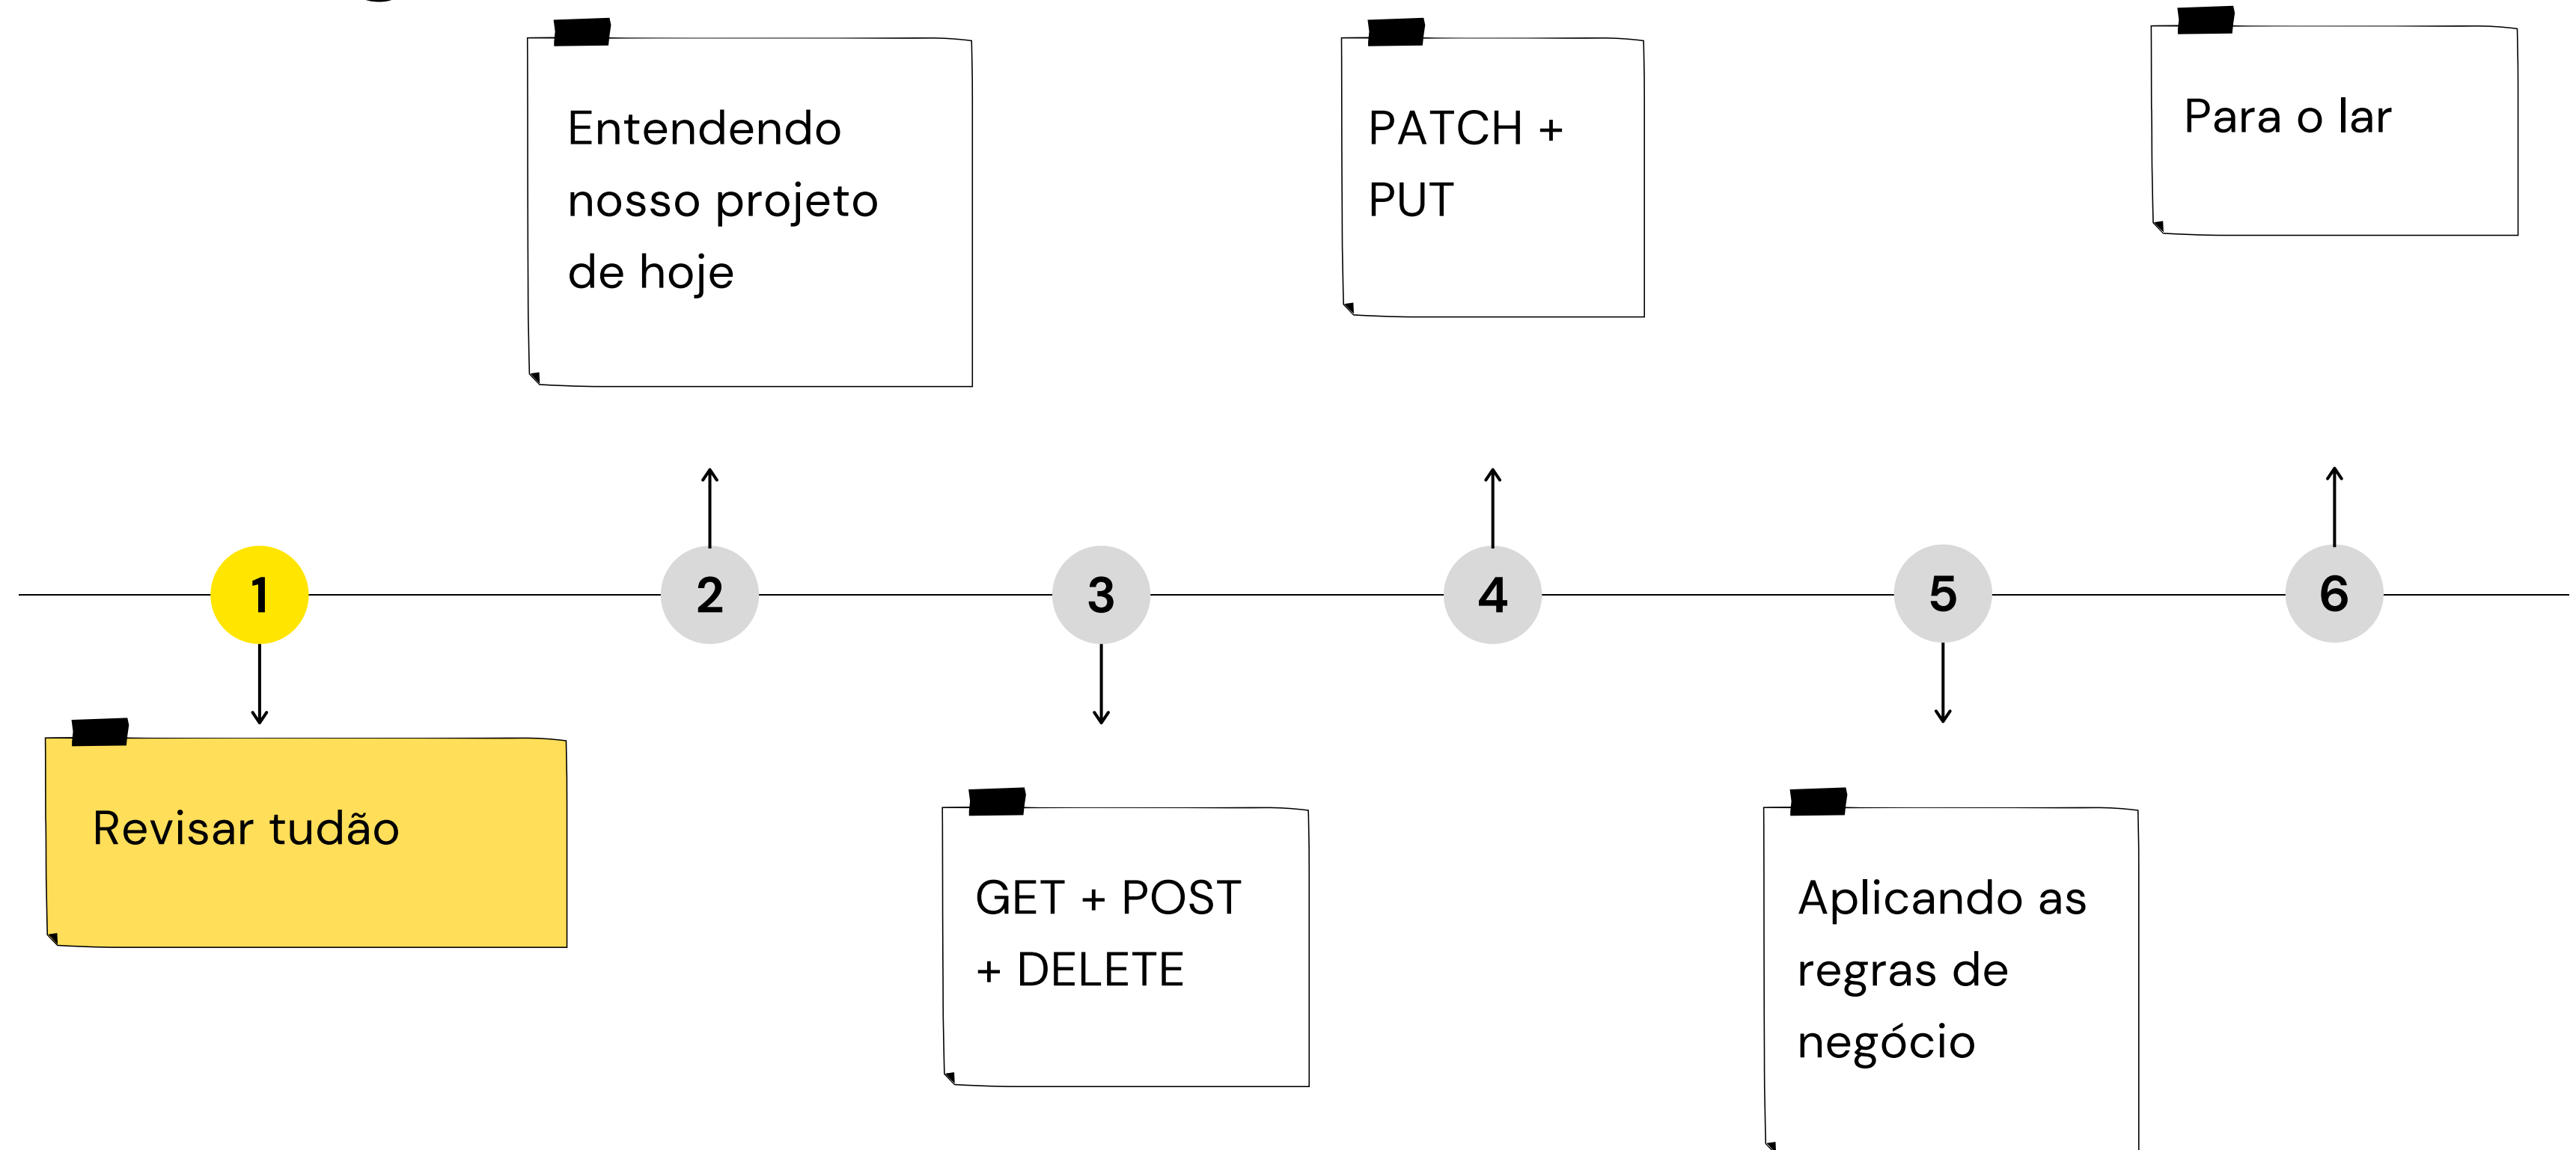 Entendendo
nosso projeto
de hoje
PATCH +
PUT
Para o lar
1
2
3
4
5
6
Revisar tudão
GET + POST
+ DELETE
Aplicando as
regras de
negócio